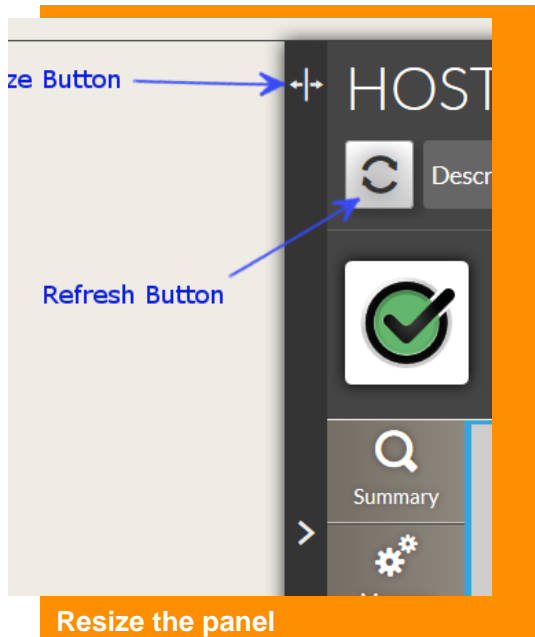 ze Button
HOST
Descr
Refresh Button
Summary
Resize the panel